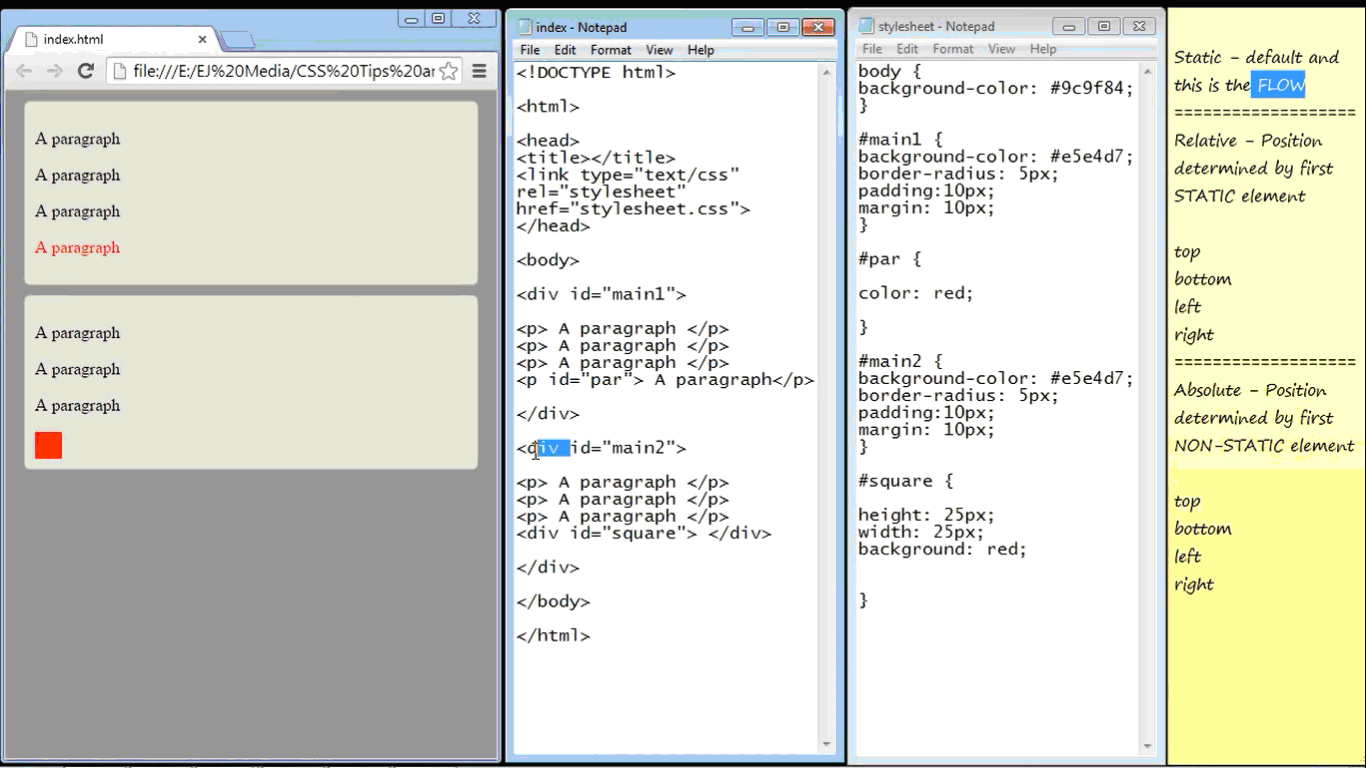 index.html
file:///E:/EJ%20Media/CSS%20Tips%20ar
A paragraph
A paragraph
A paragraph
A paragraph
A paragraph
A paragraph
A paragraph
index - Notepad
File Edit Format View Help
<!DOCTYPE html>
<html>
<head>
<title></title>
<link type="text/css"
rel="stylesheet"
href="stylesheet.css">
</head>
<body>
<div id="main1">
<p> A paragraph </p>
<p> A paragraph </p>
<p> A paragraph </p>
<p id="par"> A paragraph</p>
</div>
<div id="main2">
<p> A paragraph </p>
<p> A paragraph </p>
<p> A paragraph </p>
<div id="square"> </div>
</div>
</body>
</html>
stylesheet - Notepad
File Edit Format View Help
body {
background-color: #9c9f84;
}
#main1 {
background-color: #e5e4d7;
border-radius: 5px;
padding:10px;
margin: 10px;
}
#par {
color: red;
}
#main2 {
background-color: #e5e4d7;
border-radius: 5px;
padding:10px;
margin: 10px;
}
#square {
height: 25px;
width: 25px;
background: red;
}
Static - default and
this is the FLOW
===================
Relative - Position
determined by first
STATIC element
top
bottom
left
right
===================
Absolute - Position
determined by first
NON-STATIC element
top
bottom
left
right